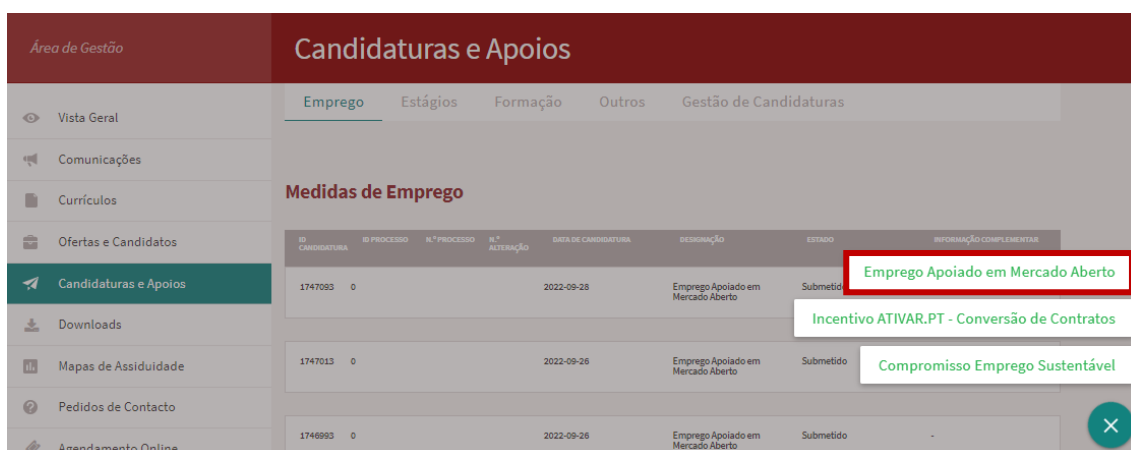 Área de Gestão
Candidaturas e Apoios
Emprego Estágios Formação Outros Gestão de Candidaturas
Vista Geral
Comunicações
Currículos
Ofertas e Candidatos
Candidaturas e Apoios
Downloads
Mapas de Assiduidade
Pedidos de Contacto
Agendamento Online
Medidas de Emprego
ID CANDIDATURA ID PROCESSO N.º PROCESSO N.º ALTERAÇÃO DATA DE CANDIDATURA DESIGNAÇÃO ESTADO INFORMAÇÃO COMPLEMENTAR
Emprego Apoiado em Mercado Aberto
1747093 0 2022-09-28 Emprego Apoiado em Submetido
Mercado Aberto
Incentivo ATIVAR.PT - Conversão de Contratos
1747013 0 2022-09-26 Emprego Apoiado em Submetido
Mercado Aberto
Compromisso Emprego Sustentável
1746993 0 2022-09-26 Emprego Apoiado em Submetido -
Mercado Aberto